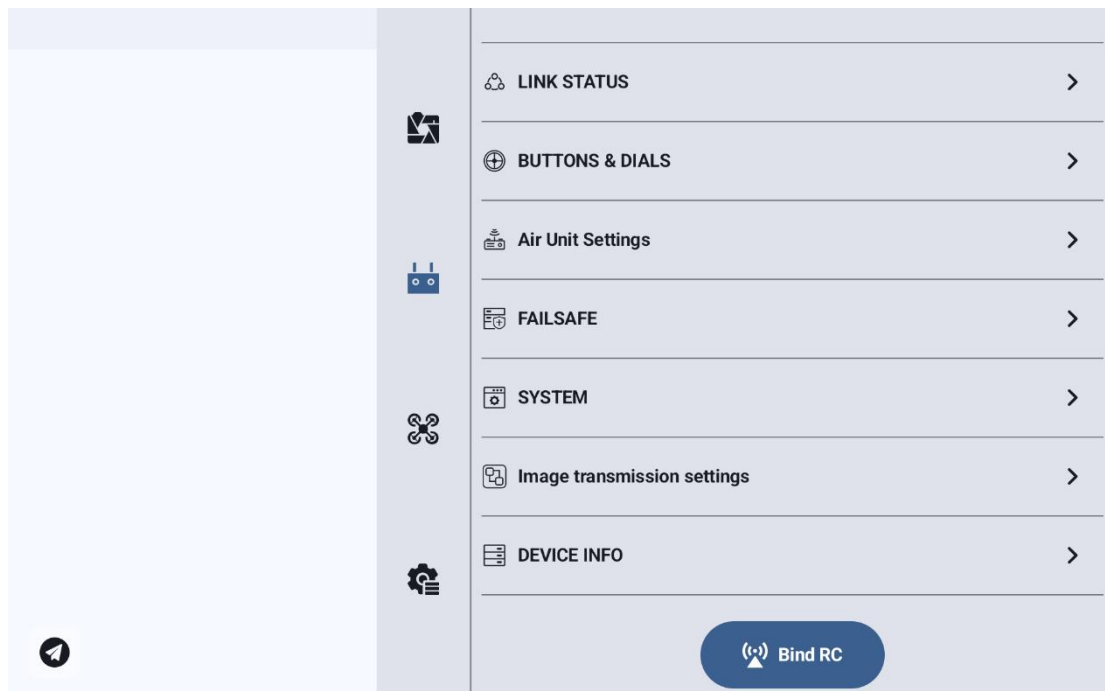 LINK STATUS
BUTTONS & DIALS
Air Unit Settings
FAILSAFE
SYSTEM
Image transmission settings
DEVICE INFO
Bind RC